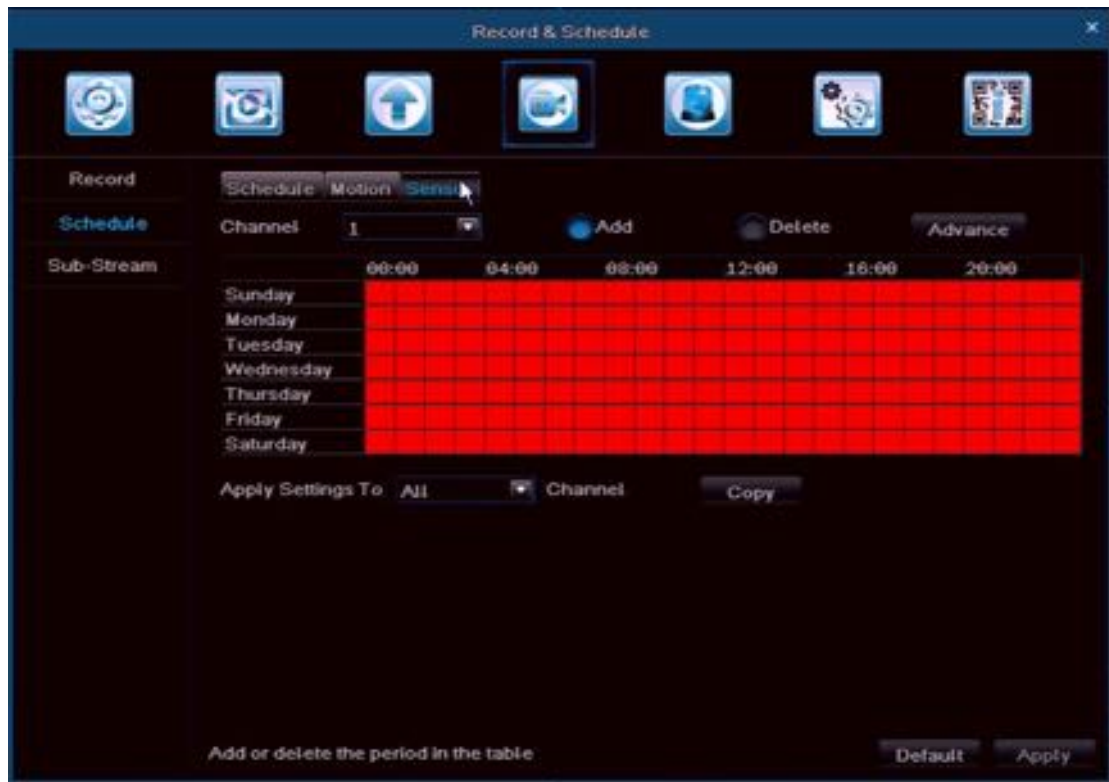 Record & Schedule ×
Record
Schedule Motion
Schedule
Channel 1 Add Delete Advance
Sub-Stream
00:00 04:00 08:00 12:00 16:00 20:00
Sunday
Monday
Tuesday
Wednesday
Thursday
Friday
Saturday
Apply Settings To All Channel Copy
Add or delete the period in the table
Default Apply